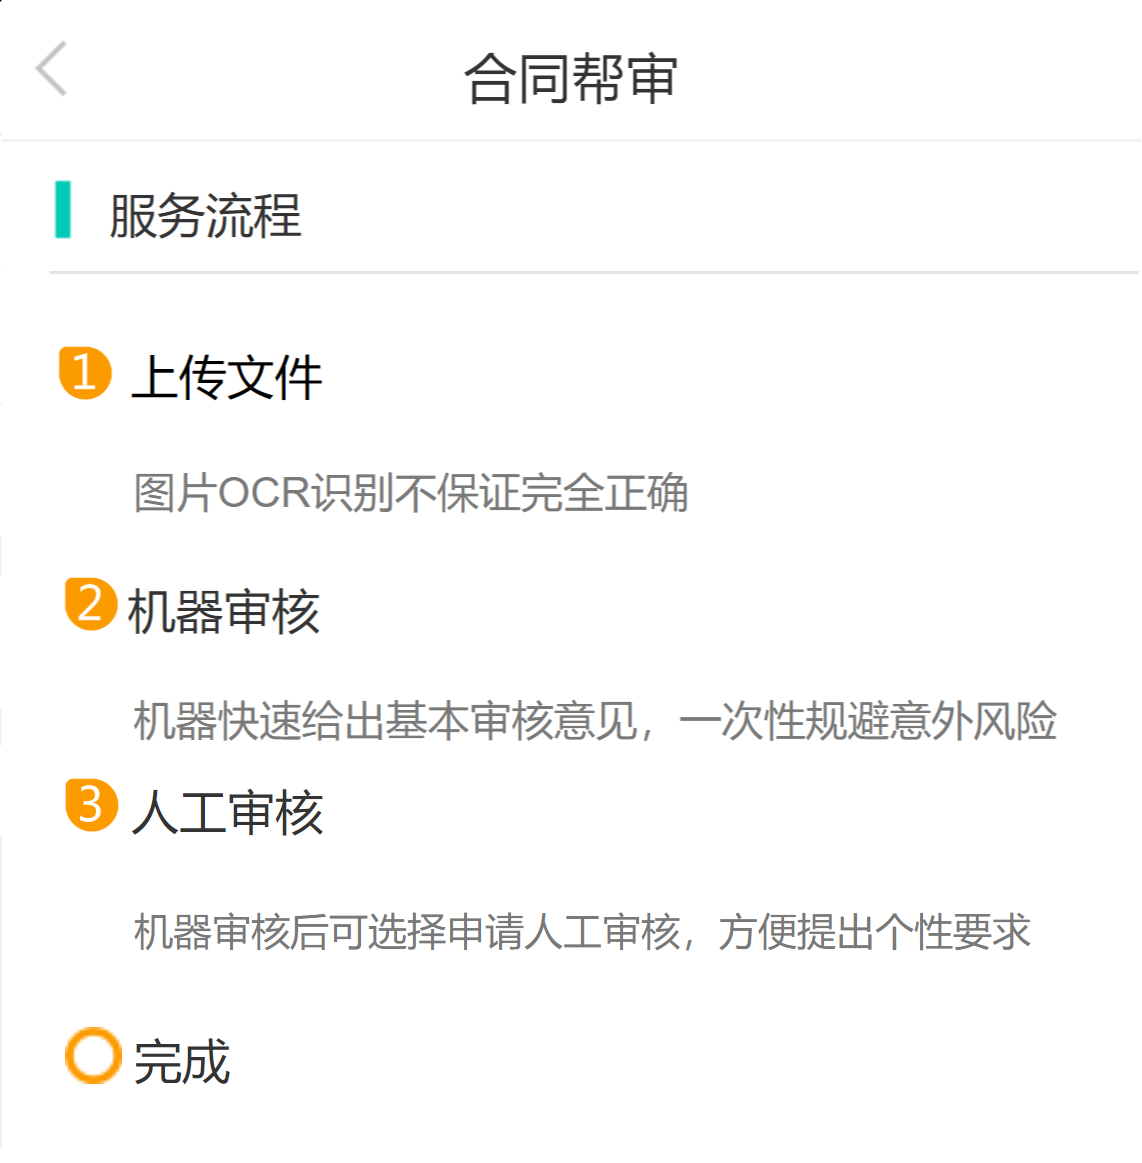 合同帮审
服务流程
1 上传文件
图片OCR识别不保证完全正确
2 机器审核
机器快速给出基本审核意见，一次性规避意外风险
3 人工审核
机器审核后可选择申请人工审核，方便提出个性要求
完成